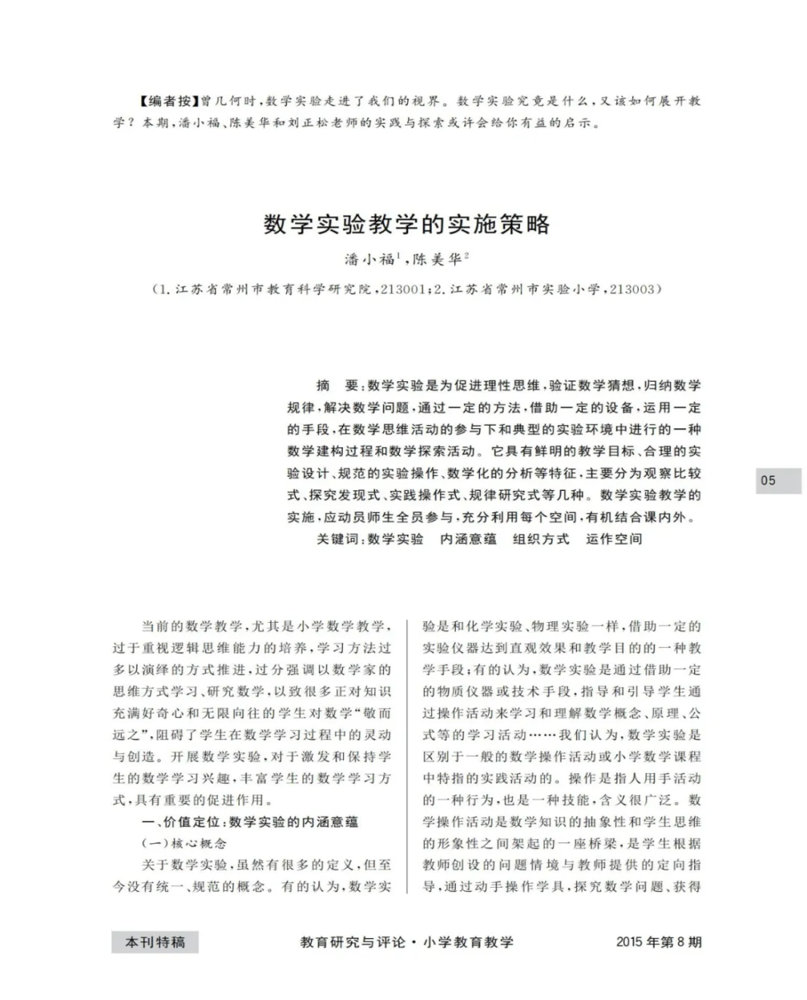 【编者按】曾几何时,数学实验走进了我们的视界。数学实验究竟是什么,又该如何展开教
学?本期,潘小福、陈美华和刘正松老师的实践与探索或许会给你有益的启示。
数学实验教学的实施策略
潘小福¹,陈美华²
(1.江苏省常州市教育科学研究院,213001;2.江苏省常州市实验小学,213003)
摘 要:数学实验是为促进理性思维,验证数学猜想,归纳数学
规律,解决数学问题,通过一定的方法,借助一定的设备,运用一定
的手段,在数学思维活动的参与下和典型的实验环境中进行的一种
数学建构过程和数学探索活动。它具有鲜明的教学目标、合理的实
验设计、规范的实验操作、数学化的分析等特征,主要分为观察比较
式、探究发现式、实践操作式、规律研究式等几种。数学实验教学的
实施,应动员师生全员参与,充分利用每个空间,有机结合课内外。
关键词:数学实验 内涵意蕴 组织方式 运作空间
05
当前的数学教学,尤其是小学数学教学,
过于重视逻辑思维能力的培养,学习方法过
多以演绎的方式推进,过分强调以数学家的
思维方式学习、研究数学,以致很多正对知识
充满好奇心和无限向往的学生对数学“敬而
远之”,阻碍了学生在数学学习过程中的灵动
与创造。开展数学实验,对于激发和保持学
生的数学学习兴趣,丰富学生的数学学习方
式,具有重要的促进作用。
一、价值定位:数学实验的内涵意蕴
(一)核心概念
关于数学实验,虽然有很多的定义,但至
今没有统一、规范的概念。有的认为,数学实
验是和化学实验、物理实验一样,借助一定的
实验仪器达到直观效果和教学目的的一种教
学手段;有的认为,数学实验是通过借助一定
的物质仪器或技术手段,指导和引导学生通
过操作活动来学习和理解数学概念、原理、公
式等的学习活动……我们认为,数学实验是
区别于一般的数学操作活动或小学数学课程
中特指的实践活动的。操作是指人用手活动
的一种行为,也是一种技能,含义很广泛。数
学操作活动是数学知识的抽象性和学生思维
的形象性之间架起的一座桥梁,是学生根据
教师创设的问题情境与教师提供的定向指
导,通过动手操作学具,探究数学问题、获得
本刊特稿
教育研究与评论·小学教育教学
2015年第8期